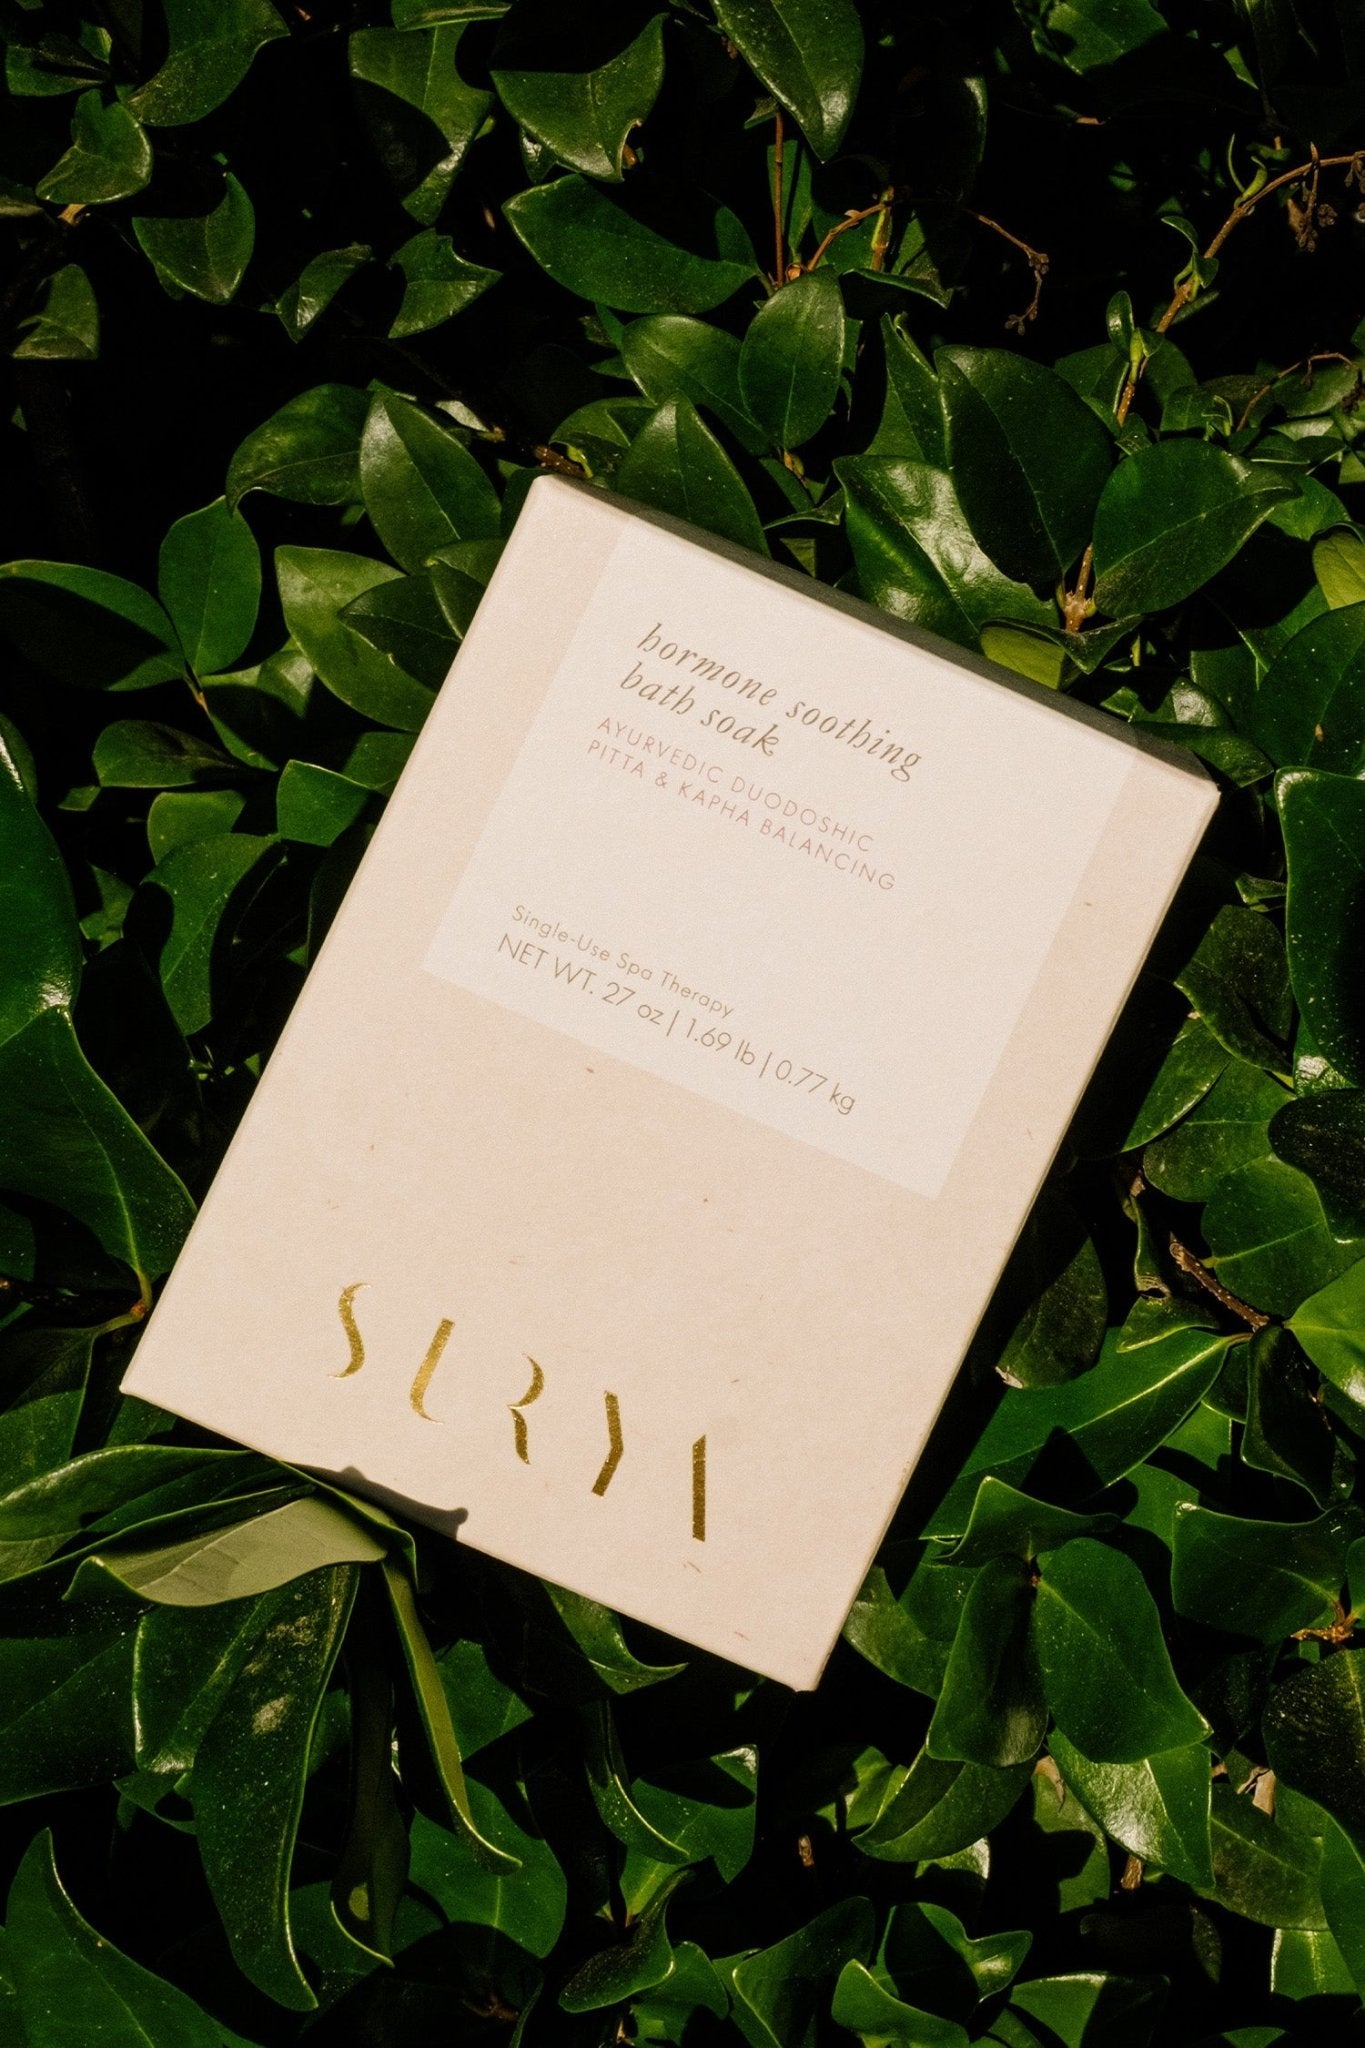 hormone soothing
bath soak
AYURVEDIC DUODOSHIC
PITTA & KAPHA BALANCING
Single-Use Spa Therapy
NET WT. 27 oz | 1.69 lb | 0.77 kg
SURYA